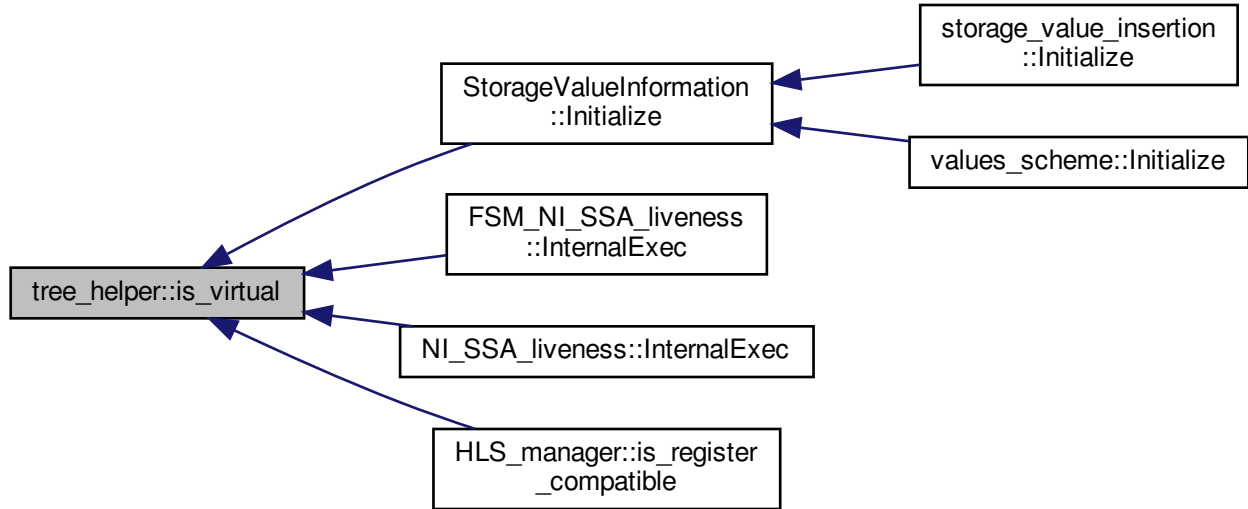 storage_value_insertion
::Initialize
StorageValueInformation
::Initialize
values_scheme::Initialize
FSM_NI_SSA_liveness
::InternalExec
tree_helper::is_virtual
NI_SSA_liveness::InternalExec
HLS_manager::is_register
_compatible